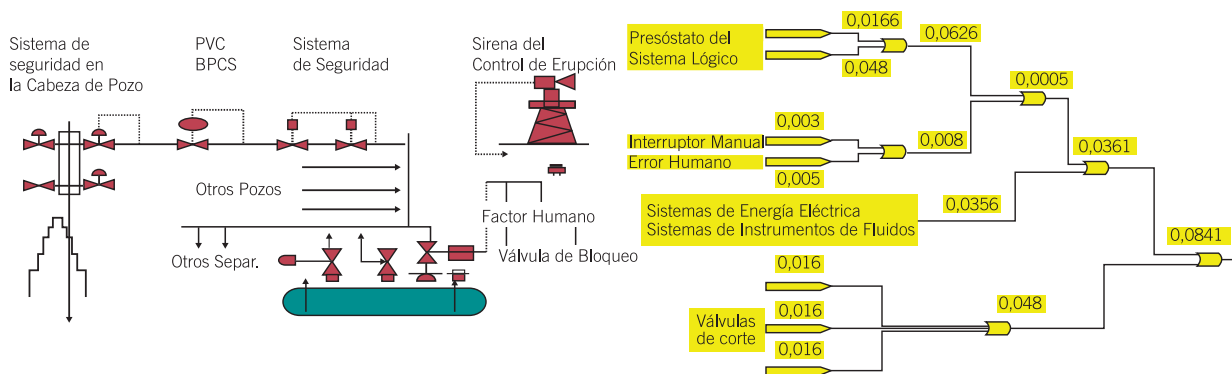 Sistema de
seguridad en
la Cabeza de Pozo
PVC
BPCS
Sistema
de Seguridad
Sirena del
Control de Erupción
Otros Pozos
Otros Separ.
Factor Humano
Válvula de Bloqueo
Presóstato del
Sistema Lógico
0,0166
0,048
0,0626
0,0005
Interruptor Manual
Error Humano
0,003
0,005
0,008
0,0361
Sistemas de Energía Eléctrica
Sistemas de Instrumentos de Fluidos
0,0356
0,0841
Válvulas
de corte
0,016
0,016
0,016
0,048